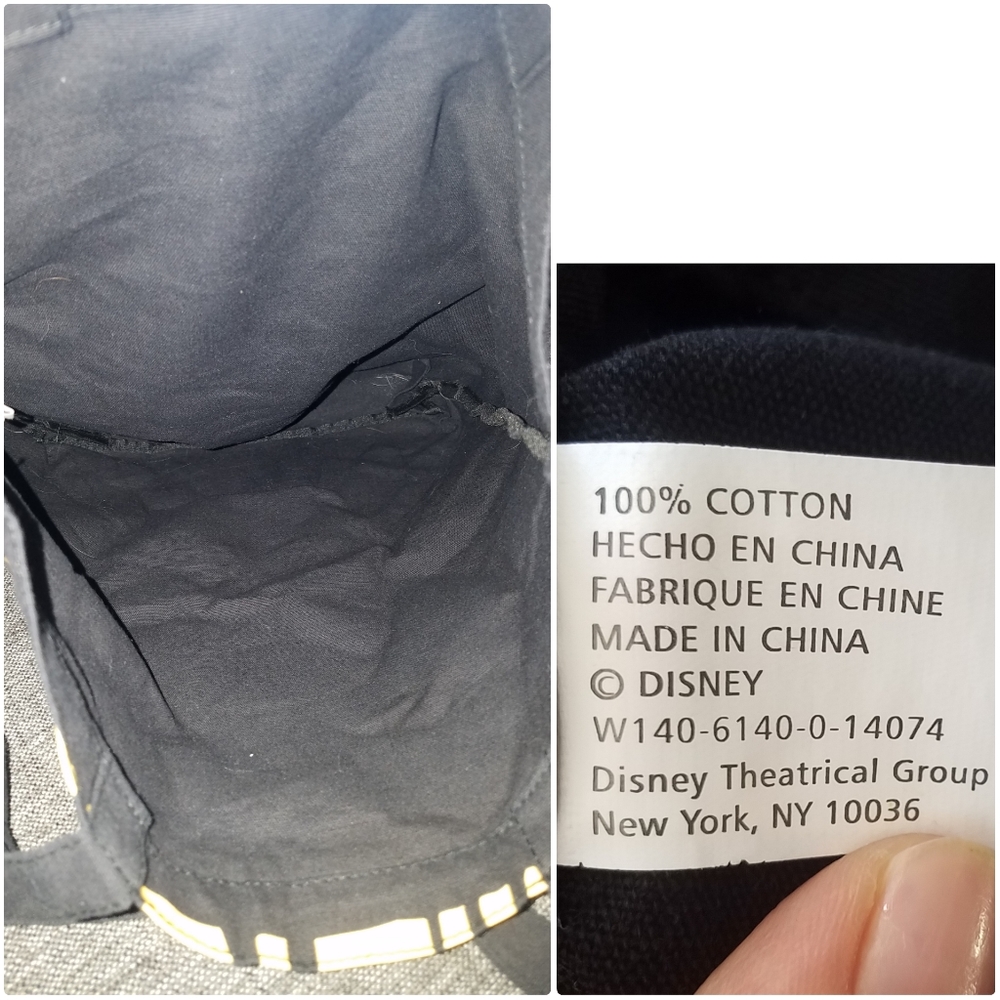 100% COTTON
HECHO EN CHINA
FABRIQUE EN CHINE
MADE IN CHINA
© DISNEY
W140-6140-0-14074
Disney Theatrical Group
New York, NY 10036